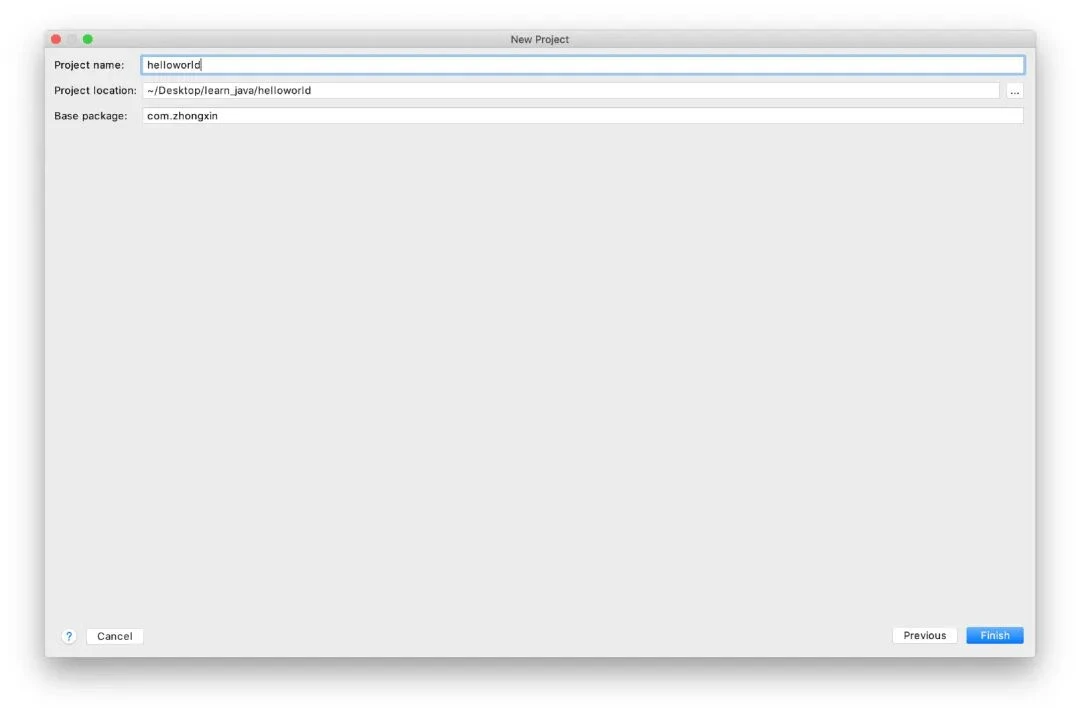 New Project
Project name: helloworld
Project location: ~/Desktop/learn_java/helloworld ...
Base package: com.zhongxin
? Cancel Previous Finish